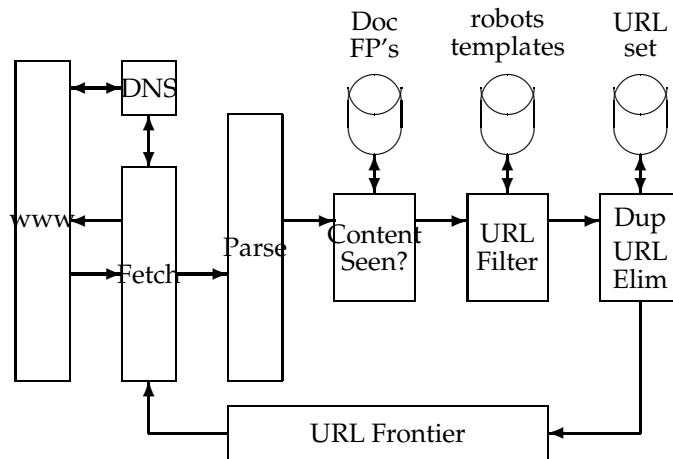 Doc
FP's
robots
templates
URL
set
DNS
www
Fetch
Parse
Content
Seen?
URL
Filter
Dup
URL
Elim
URL Frontier